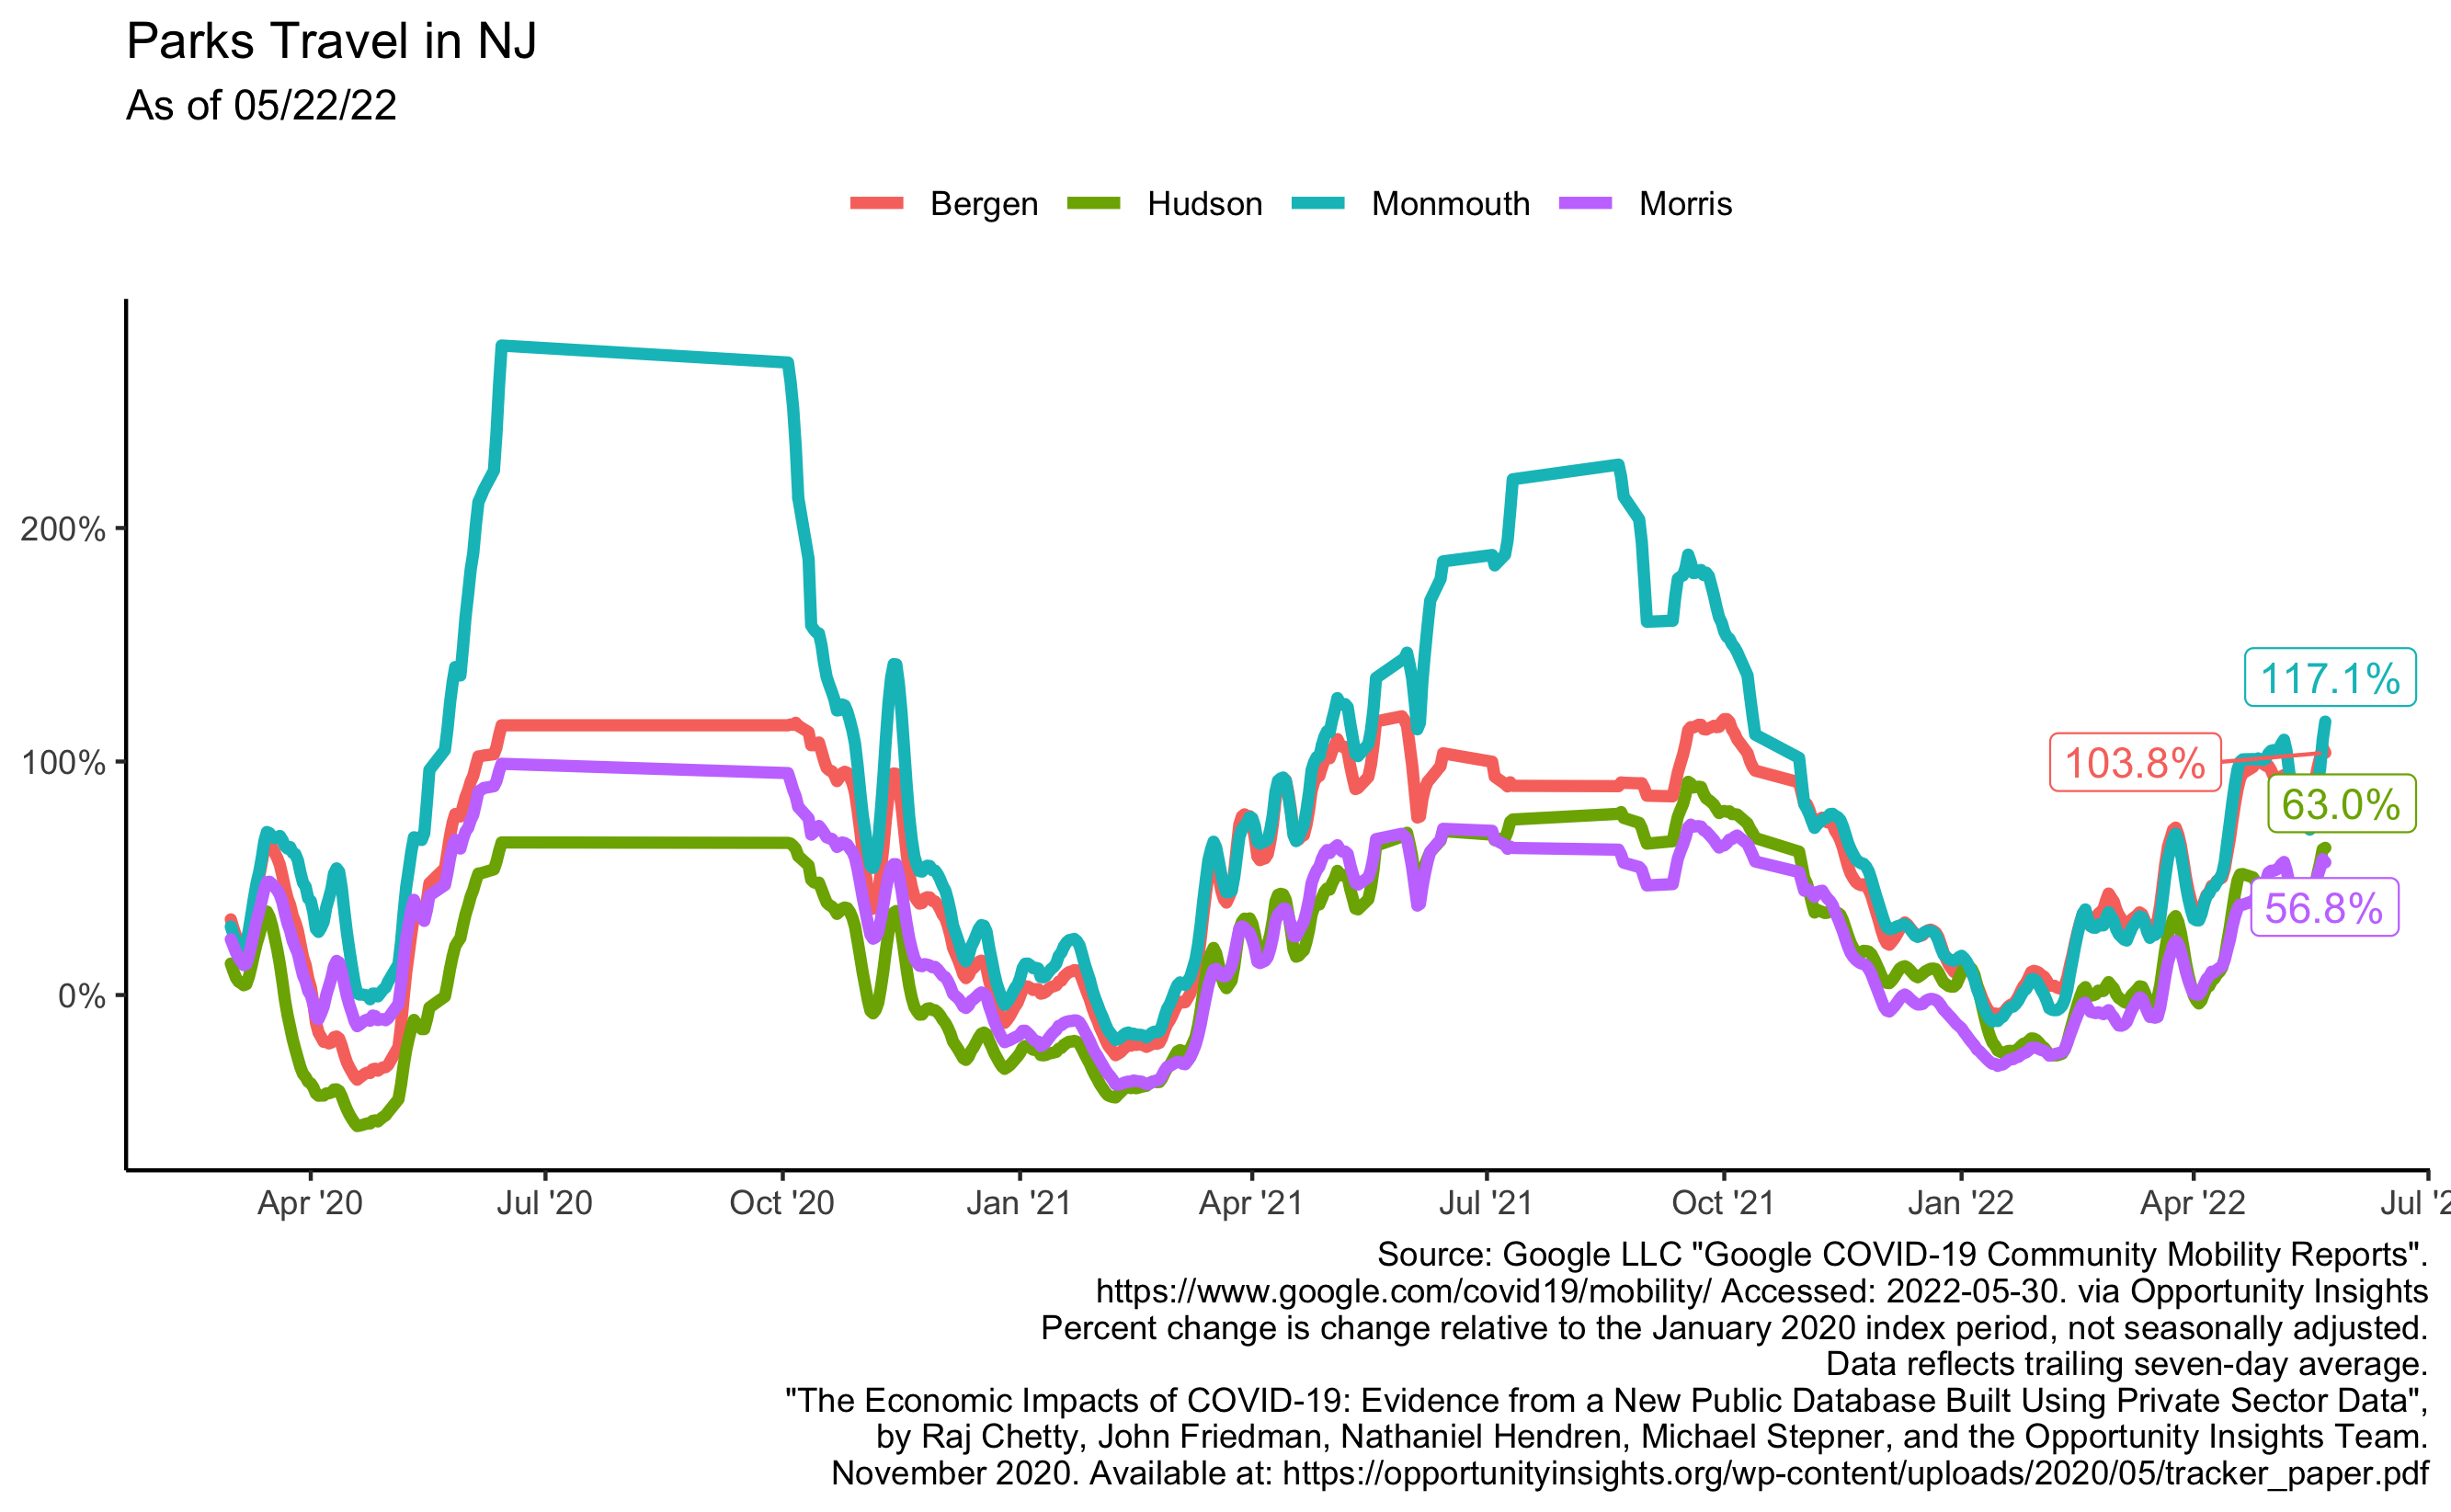 Parks Travel in NJ
As of 05/22/22
Bergen Hudson Monmouth Morris
200%
100%
0%
117.1%
103.8%
63.0%
56.8%
Apr '20 Jul '20 Oct '20 Jan '21 Apr '21 Jul '21 Oct '21 Jan '22 Apr '22 Jul '2
Source: Google LLC "Google COVID-19 Community Mobility Reports".
https://www.google.com/covid19/mobility/ Accessed: 2022-05-30. via Opportunity Insights
Percent change is change relative to the January 2020 index period, not seasonally adjusted.
Data reflects trailing seven-day average.
"The Economic Impacts of COVID-19: Evidence from a New Public Database Built Using Private Sector Data",
by Raj Chetty, John Friedman, Nathaniel Hendren, Michael Stepner, and the Opportunity Insights Team.
November 2020. Available at: https://opportunityinsights.org/wp-content/uploads/2020/05/tracker_paper.pdf